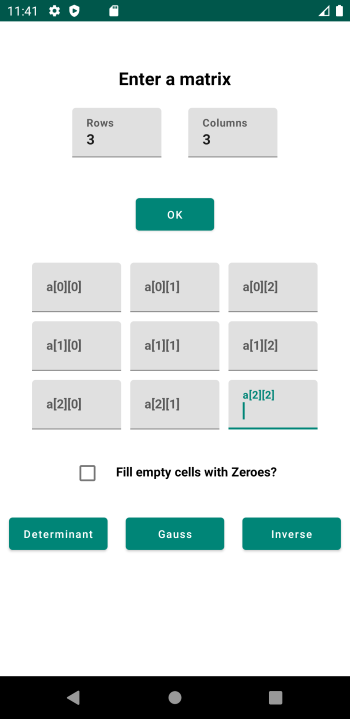 11:41
Enter a matrix
Rows Columns
3 3
OK
a[0][0] a[0][1] a[0][2]
a[1][0] a[1][1] a[1][2]
a[2][0] a[2][1] a[2][2]
Fill empty cells with Zeroes?
Determinant Gauss Inverse